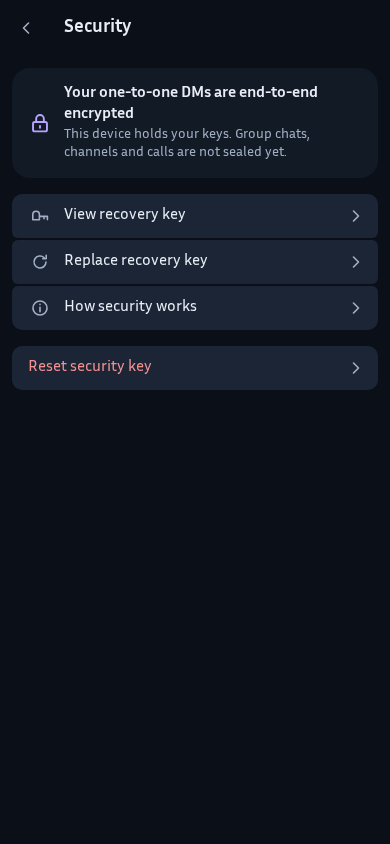 Security
Your one-to-one DMs are end-to-end
encrypted
This device holds your keys. Group chats,
channels and calls are not sealed yet.
View recovery key
Replace recovery key
How security works
Reset security key